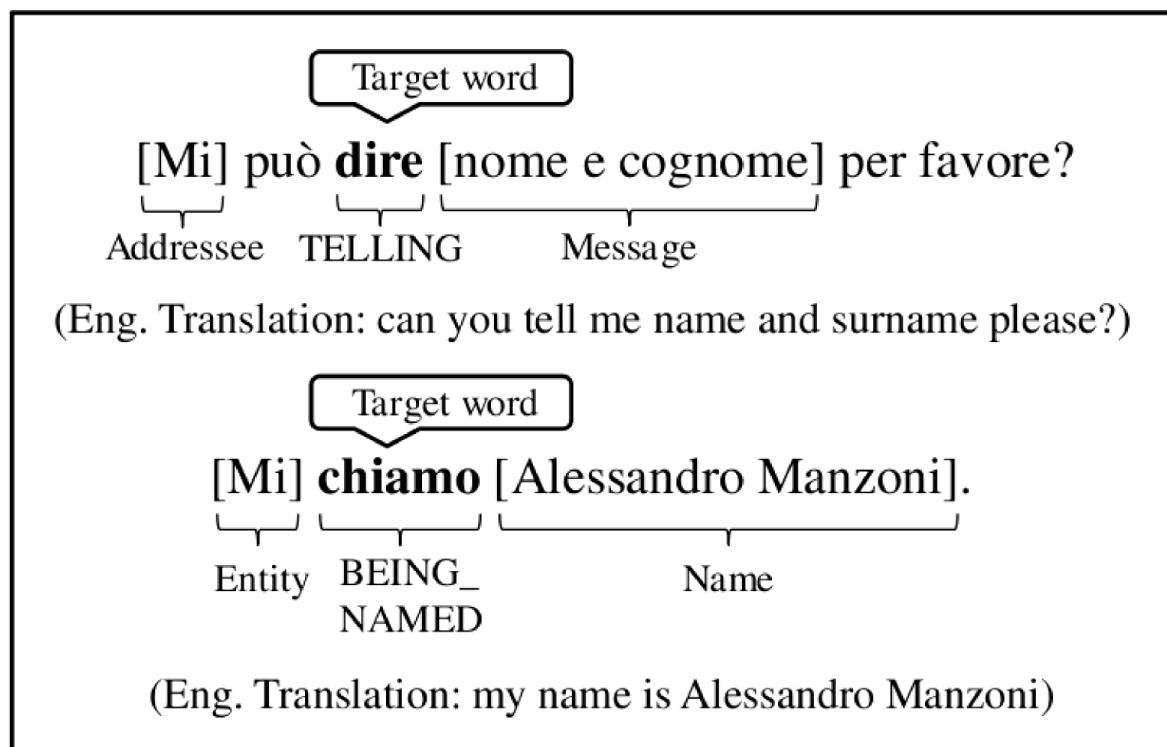 Target word
[Mi] può dire [nome e cognome] per favore?
Addressee TELLING Message
(Eng. Translation: can you tell me name and surname please?)
Target word
[Mi] chiamo [Alessandro Manzoni].
Entity BEING_ Name
NAMED
(Eng. Translation: my name is Alessandro Manzoni)